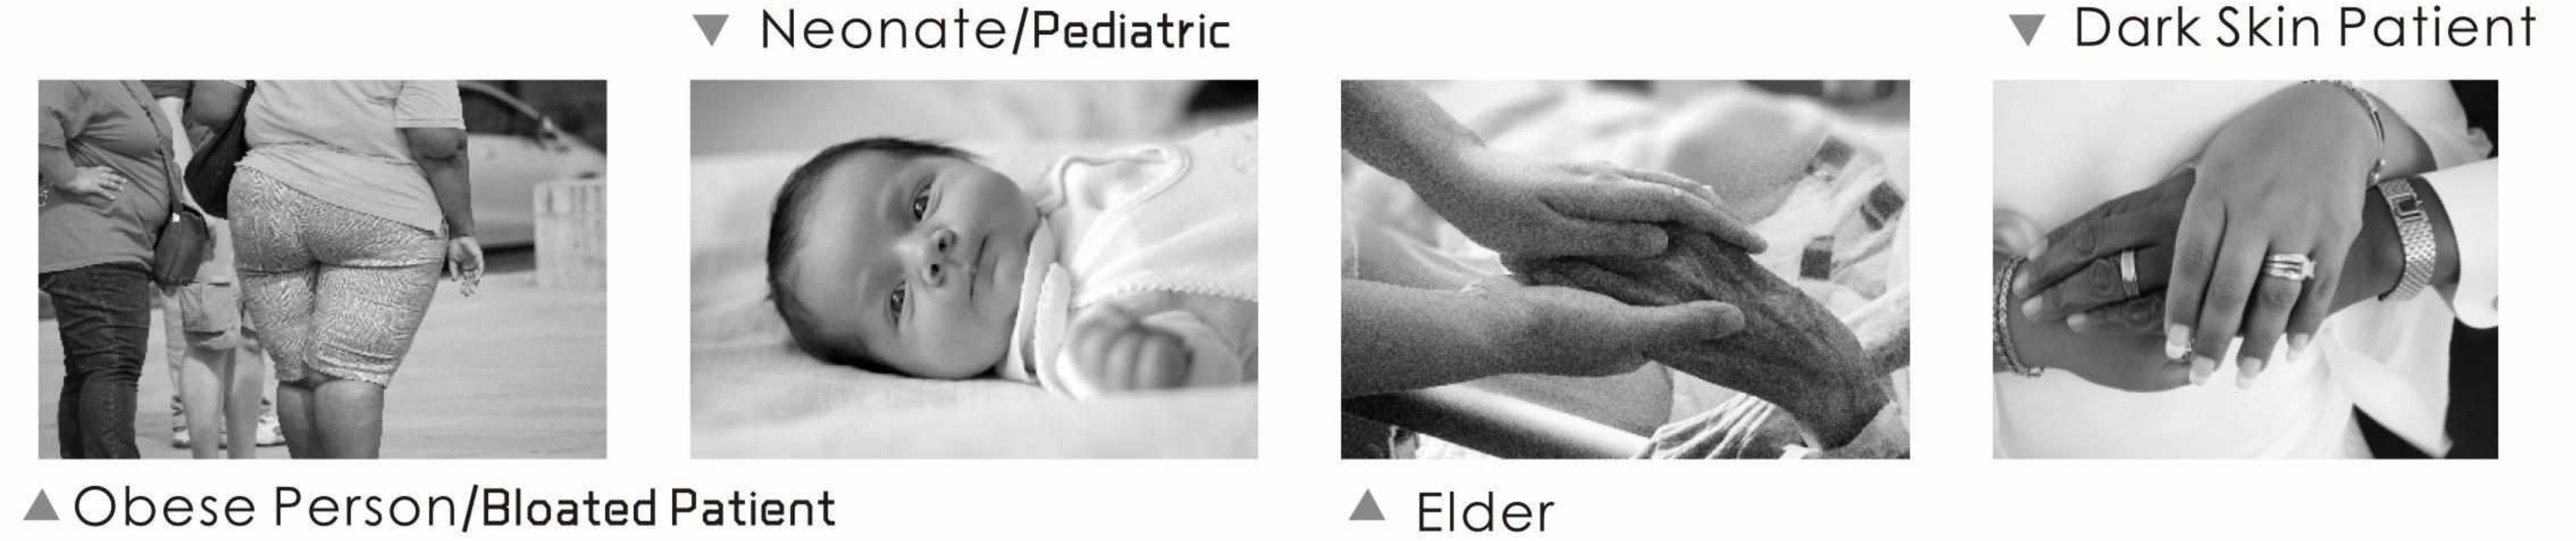 Neonate/Pediatric
Dark Skin Patient
Obese Person/Bloated Patient
Elder